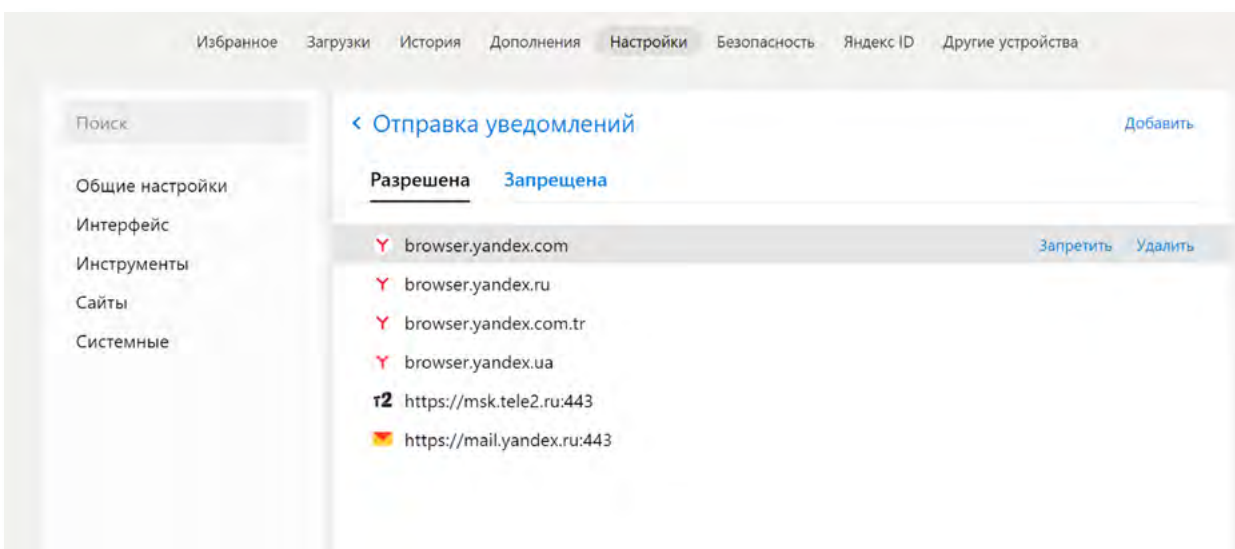 Избранное Загрузки История Дополнения Настройки Безопасность Яндекс ID Другие устройства
Поиск
Общие настройки
Интерфейс
Инструменты
Сайты
Системные
Отправка уведомлений Добавить
Разрешена Запрещена
browser.yandex.com Запретить Удалить
browser.yandex.ru
browser.yandex.com.tr
browser.yandex.ua
T2 https://msk.tele2.ru:443
https://mail.yandex.ru:443